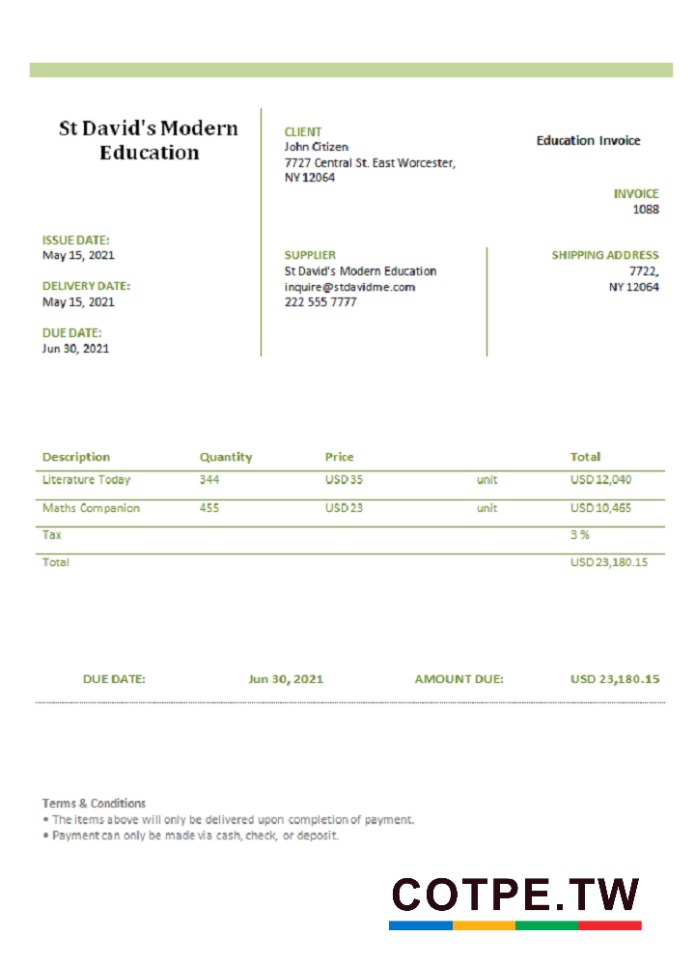 St David's Modern
Education
ISSUE DATE:
May 15, 2021
DELIVERY DATE:
May 15, 2021
DUE DATE:
Jun 30, 2021
CLIENT
John Citizen
7727 Central St. East Worcester,
NY 12064
SUPPLIER
St David's Modern Education
inquire@stdavidme.com
222 555 7777
Education Invoice
INVOICE
1088
SHIPPING ADDRESS
7722,
NY 12064
Description Quantity Price Total
Literature Today 344 USD 35 unit USD 12,040
Maths Companion 455 USD 23 unit USD 10,465
Tax 3 %
Total USD 23,180.15
DUE DATE: Jun 30, 2021 AMOUNT DUE: USD 23,180.15
Terms & Conditions
• The items above will only be delivered upon completion of payment.
• Payment can only be made via cash, check, or deposit.
COTPE.TW